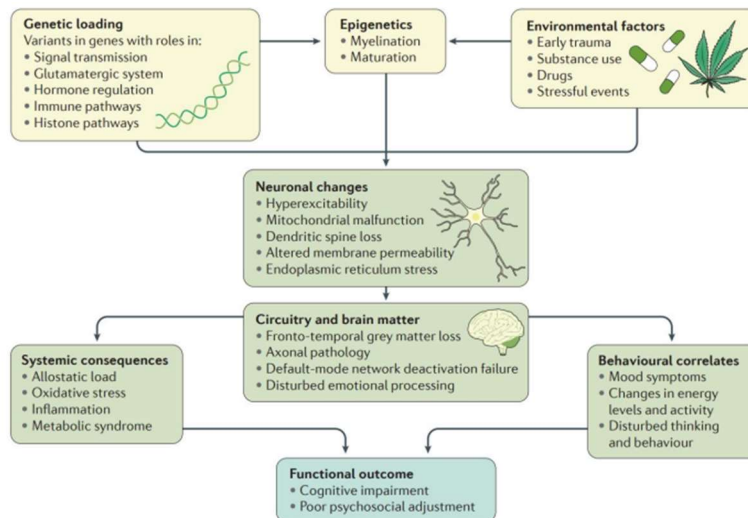 Genetic loading
Variants in genes with roles in:
• Signal transmission
• Glutamatergic system
• Hormone regulation
• Immune pathways
• Histone pathways
Epigenetics
• Myelination
• Maturation
Environmental factors
• Early trauma
• Substance use
• Drugs
• Stressful events
Neuronal changes
• Hyperexcitability
• Mitochondrial malfunction
• Dendritic spine loss
• Altered membrane permeability
• Endoplasmic reticulum stress
Circuitry and brain matter
• Fronto-temporal grey matter loss
• Axonal pathology
• Default-mode network deactivation failure
• Disturbed emotional processing
Systemic consequences
• Allostatic load
• Oxidative stress
• Inflammation
• Metabolic syndrome
Behavioural correlates
• Mood symptoms
• Changes in energy
levels and activity
• Disturbed thinking
and behaviour
Functional outcome
• Cognitive impairment
• Poor psychosocial adjustment